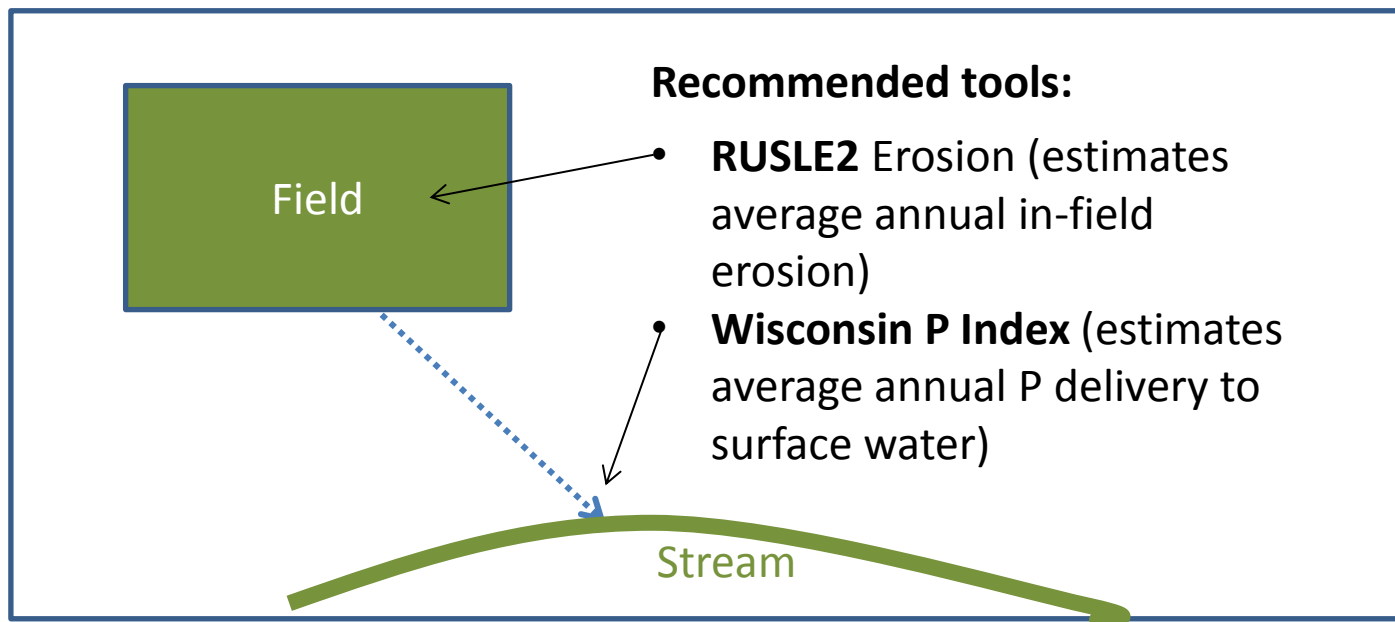 Recommended tools:
• RUSLE2 Erosion (estimates
average annual in-field
erosion)
• Wisconsin P Index (estimates
average annual P delivery to
surface water)
Field
Stream